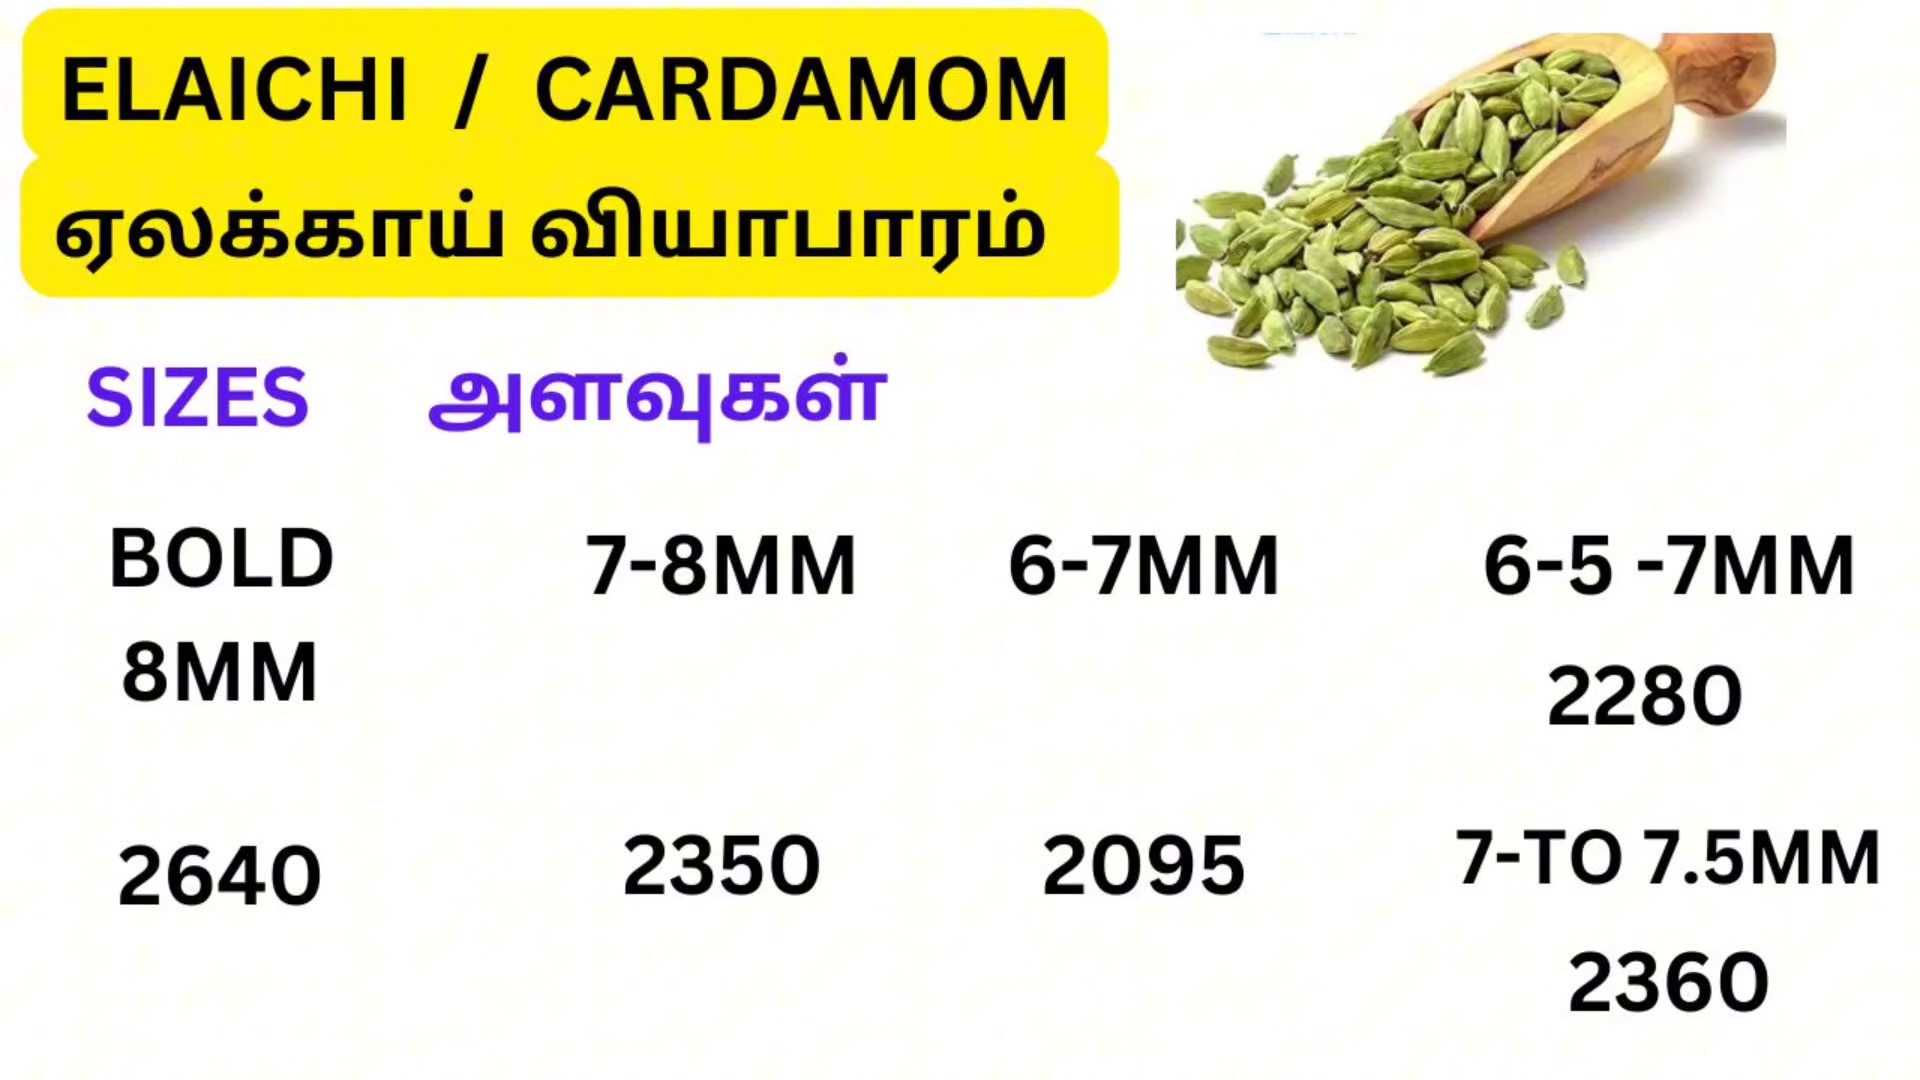 ELAICHI / CARDAMOM
ஏலக்காய் வியாபாரம்
SIZES அளவுகள்
BOLD 7-8MM 6-7MM 6-5 -7MM
8MM 2280
2640 2350 2095 7-TO 7.5MM
2360